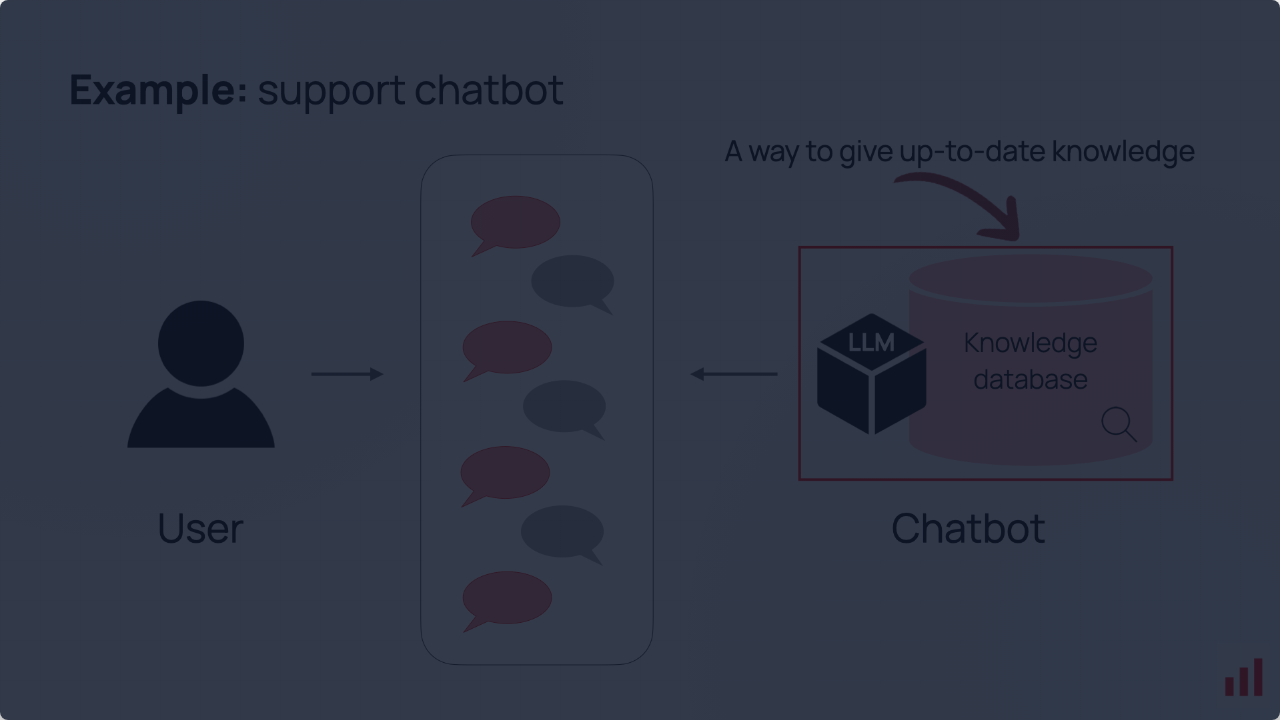 Example: support chatbot
A way to give up-to-date knowledge
LLM
Knowledge
database
User
Chatbot